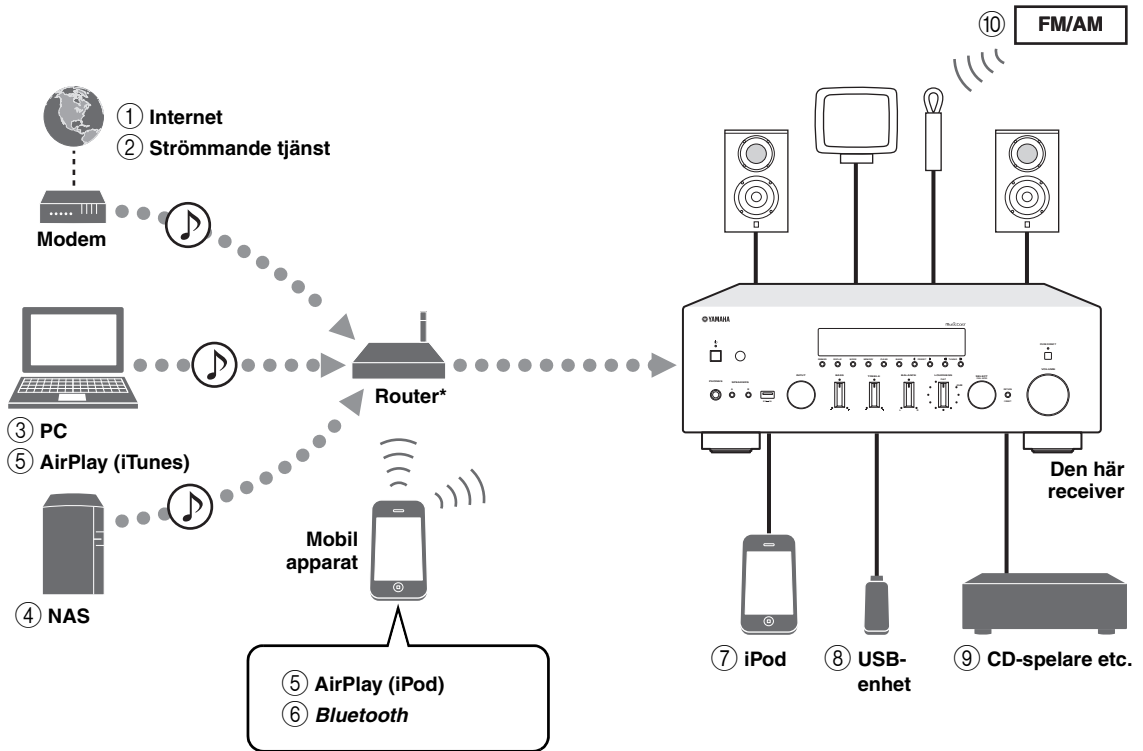 ⑩ FM/AM
① Internet
② Strömmande tjänst
Modem
③ PC
⑤ AirPlay (iTunes)
④ NAS
Router*
Mobil
apparat
⑤ AirPlay (iPod)
⑥ Bluetooth
YAMAHA
VOLUME
Den här
receiver
⑦ iPod
⑧ USB-
enhet
⑨ CD-spelare etc.